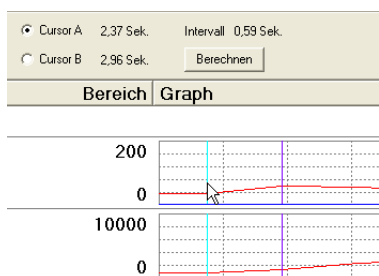 Cursor A 2,37 Sek. Intervall 0,59 Sek.
Cursor B 2,96 Sek. Berechnen
Bereich Graph
200
0
10000
0